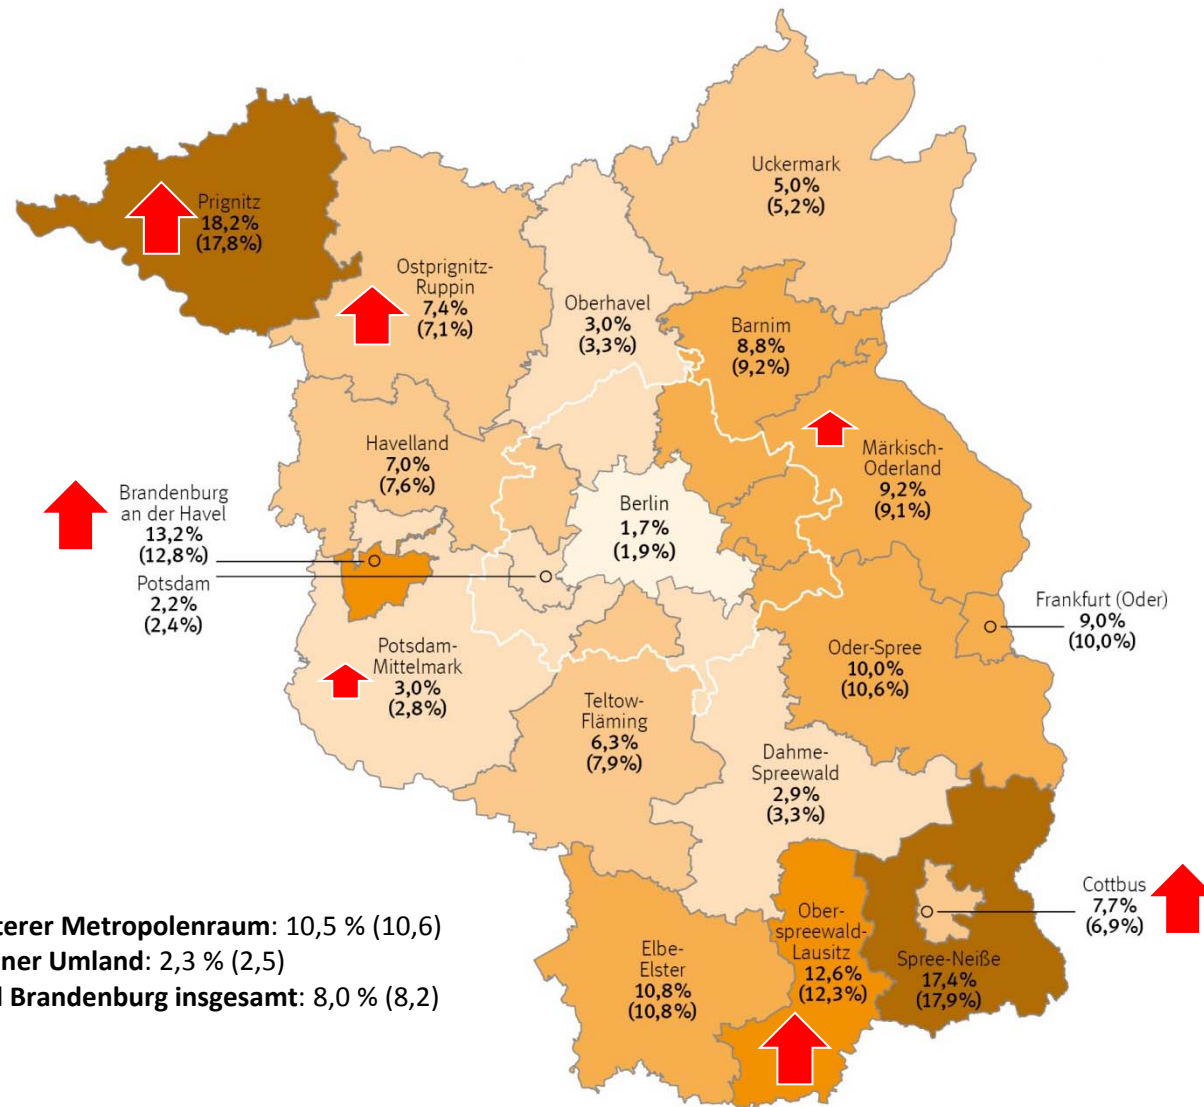 Uckermark
5,0%
(5,2%)
Prignitz
18,2%
(17,8%)
Ostprignitz-
Ruppin
7,4%
(7,1%)
Oberhavel
3,0%
(3,3%)
Barnim
8,8%
(9,2%)
Havelland
7,0%
(7,6%)
Märkisch-
Oderland
9,2%
(9,1%)
Brandenburg
an der Havel
13,2%
(12,8%)
Berlin
1,7%
(1,9%)
Potsdam
2,2%
(2,4%)
Frankfurt (Oder)
9,0%
(10,0%)
Potsdam-
Mittelmark
3,0%
(2,8%)
Oder-Spree
10,0%
(10,6%)
Teltow-
Fläming
6,3%
(7,9%)
Dahme-
Spreewald
2,9%
(3,3%)
Cottbus
7,7%
(6,9%)
Ober-
spreewald-
Lausitz
12,6%
(12,3%)
Elbe-
Elster
10,8%
(10,8%)
Spree-Neiße
17,4%
(17,9%)
terer Metropolenraum: 10,5 % (10,6)
ner Umland: 2,3 % (2,5)
d Brandenburg insgesamt: 8,0 % (8,2)